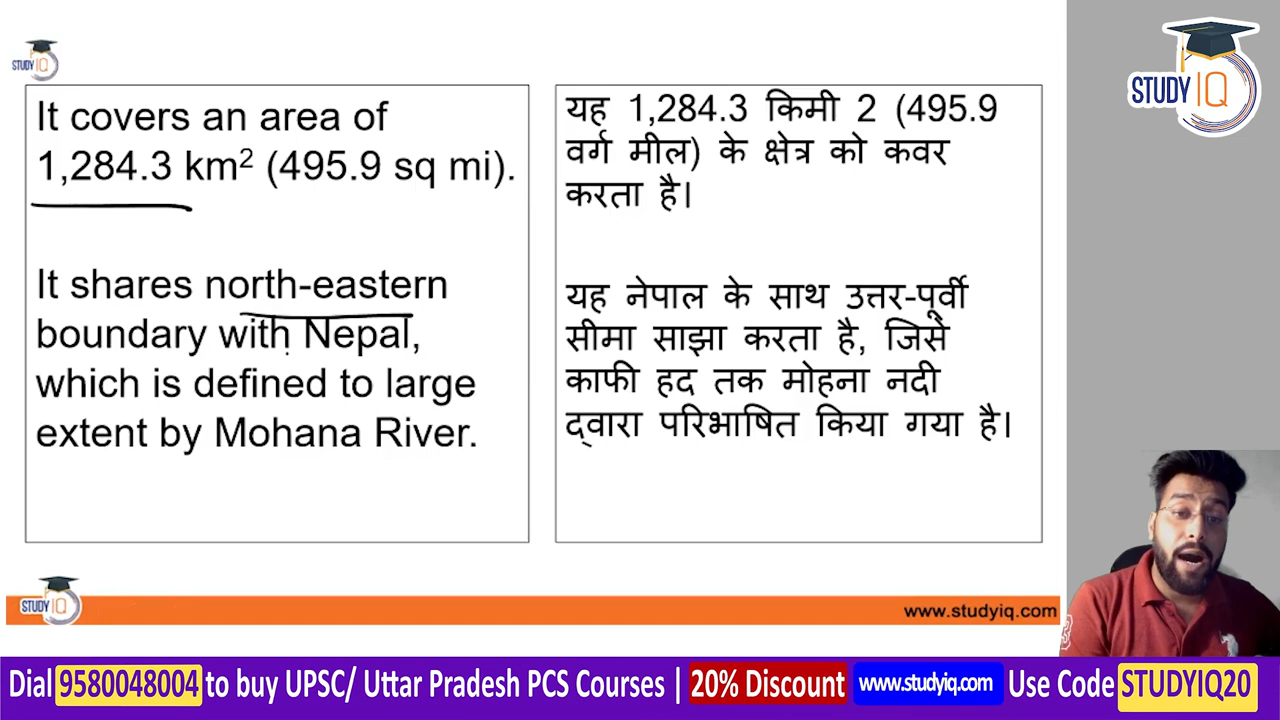 STUDY IQ
It covers an area of
1,284.3 km² (495.9 sq mi).
It shares north-eastern
boundary with Nepal,
which is defined to large
extent by Mohana River.
यह 1,284.3 किमी 2 (495.9
वर्ग मील) के क्षेत्र को कवर
करता है।
यह नेपाल के साथ उत्तर-पूर्वी
सीमा साझा करता है, जिसे
काफी हद तक मोहना नदी
द्वारा परिभाषित किया गया है।
STUDY IQ
STUDY IQ
www.studyiq.com
Dial 9580048004 to buy UPSC/ Uttar Pradesh PCS Courses | 20% Discount www.studyiq.com Use Code STUDYIQ20